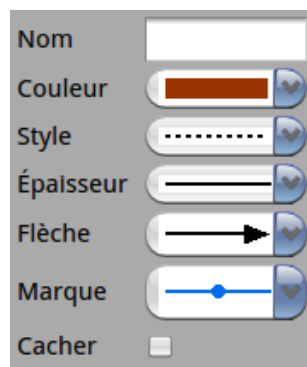 Nom
Couleur
Style
Épaisseur
Flèche
Marque
Cacher